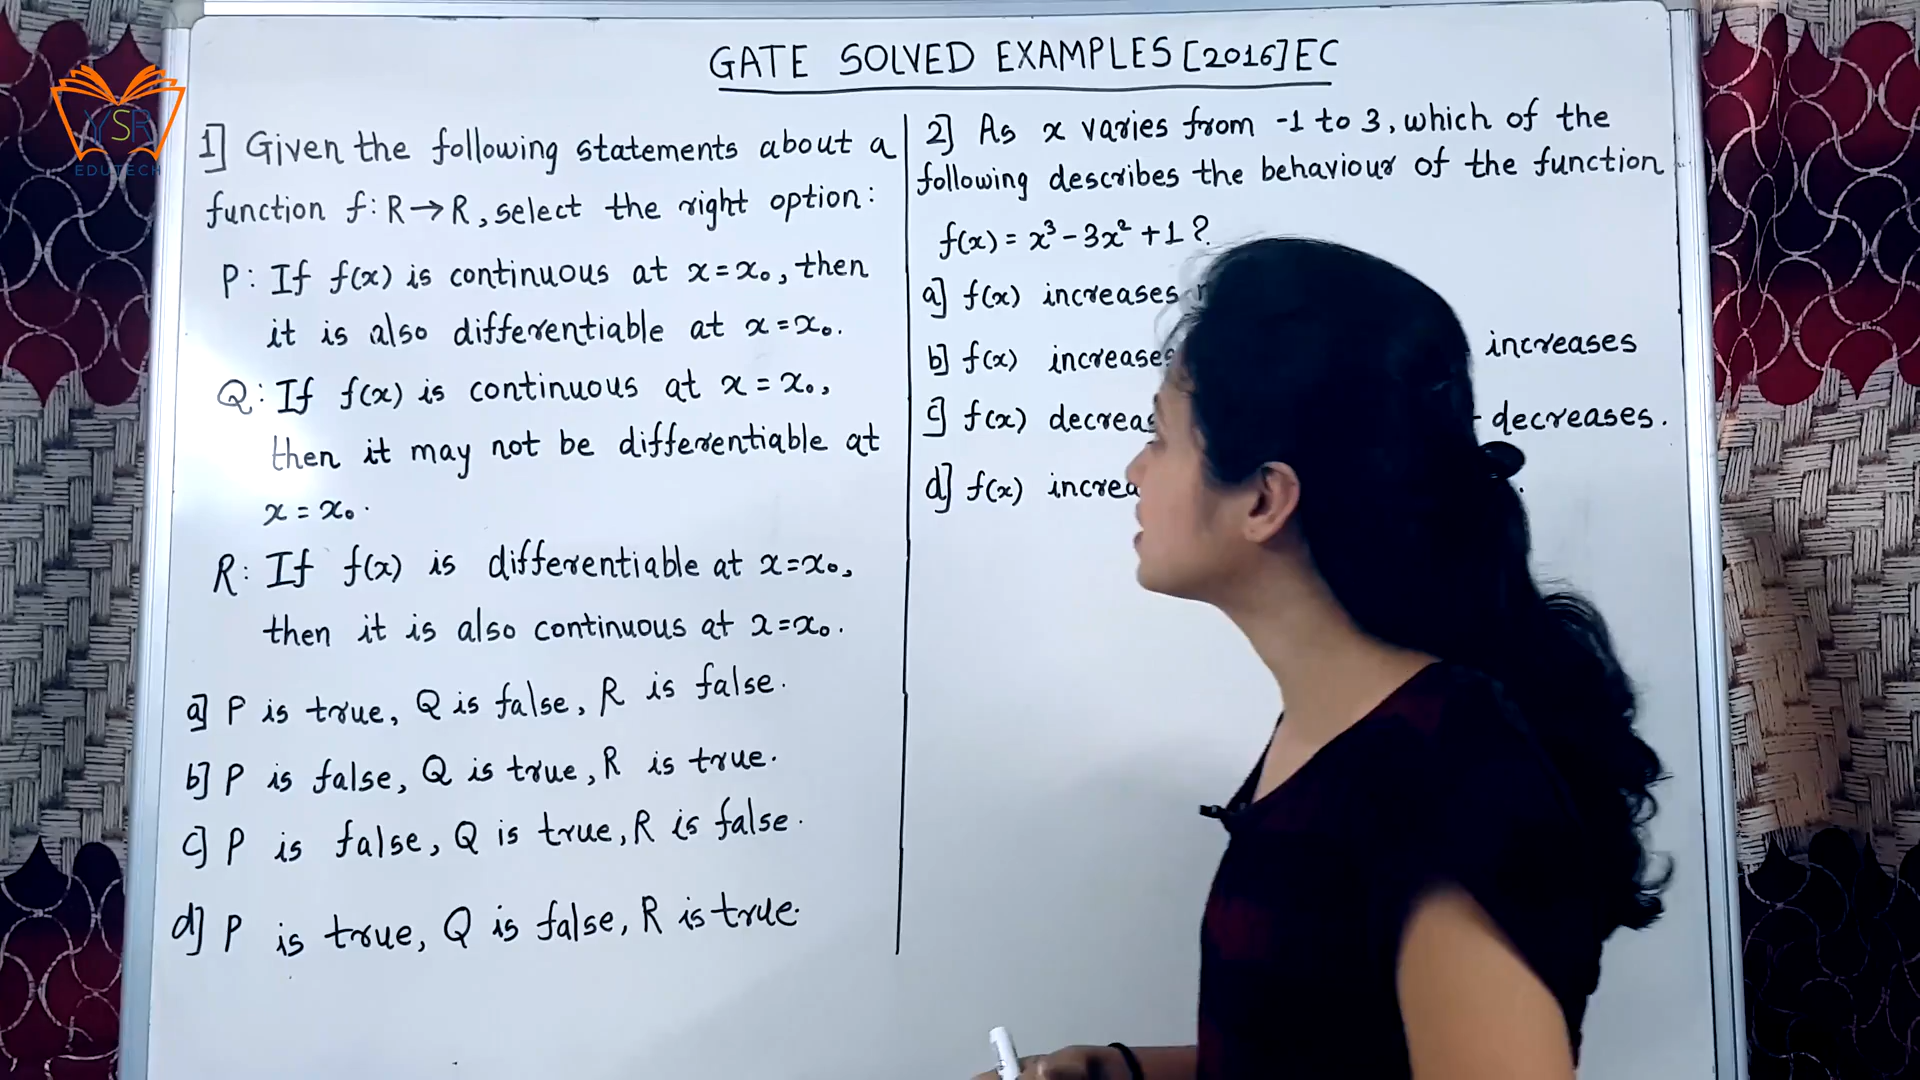 GATE SOLVED EXAMPLES [2016] EC
YSR
EDUTECH
1] Given the following statements about a
function f: R→R, select the right option:
P: If f(x) is continuous at x=x₀, then
it is also differentiable at x=x₀.
Q: If f(x) is continuous at x=x₀,
then it may not be differentiable at
x=x₀.
R: If f(x) is differentiable at x=x₀,
then it is also continuous at x=x₀.
a] P is true, Q is false, R is false.
b] P is false, Q is true, R is true.
c] P is false, Q is true, R is false.
d] P is true, Q is false, R is true.
2] As x varies from -1 to 3, which of the
following describes the behaviour of the function
f(x) = x³-3x²+1?
a] f(x) increases
b] f(x) increases increases
c] f(x) decreases.
d] f(x)